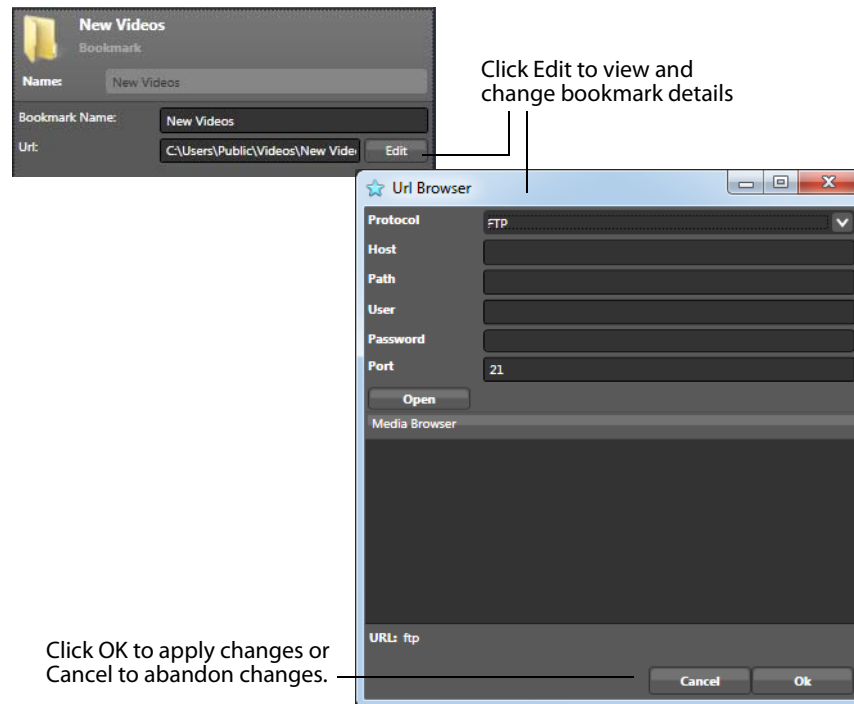 New Videos
Bookmark
Name: New Videos
Bookmark Name: New Videos
Url: C:\Users\Public\Videos\New Vide Edit
Click Edit to view and
change bookmark details
Url Browser
Protocol FTP
Host
Path
User
Password
Port 21
Open
Media Browser
URL: ftp
Click OK to apply changes or
Cancel to abandon changes.
Cancel Ok